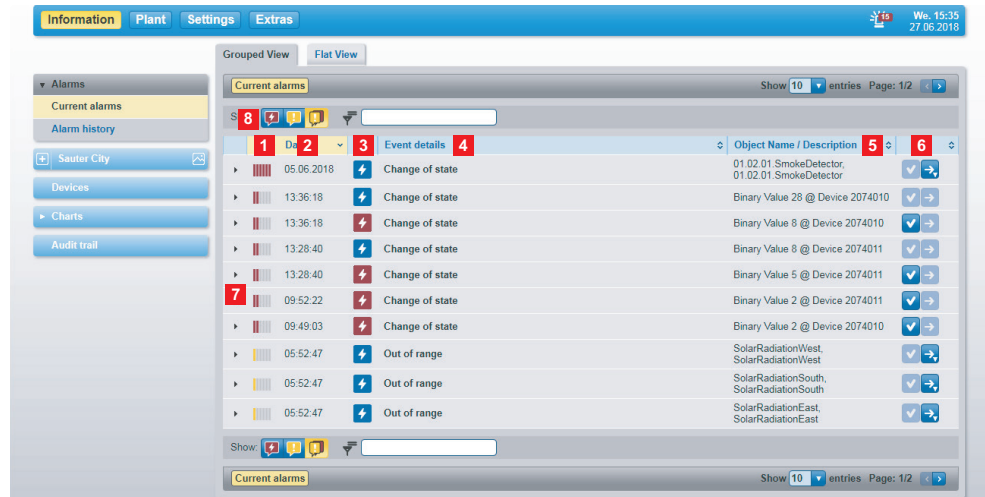 Information Plant Settings Extras 15 We. 15:35
27.06.2018
Grouped View Flat View
Alarms
Current alarms
Alarm history
Sauter City
Devices
Charts
Audit trail
Current alarms Show 10 entries Page: 1/2
8
1 2 3 Event details 4 Object Name / Description 5 6
05.06.2018 Change of state 01.02.01.SmokeDetector,
01.02.01.SmokeDetector
13:36:18 Change of state Binary Value 28 @ Device 2074010
13:36:18 Change of state Binary Value 8 @ Device 2074010
13:28:40 Change of state Binary Value 8 @ Device 2074011
13:28:40 Change of state Binary Value 5 @ Device 2074011
7
09:52:22 Change of state Binary Value 2 @ Device 2074011
09:49:03 Change of state Binary Value 2 @ Device 2074010
05:52:47 Out of range SolarRadiationWest,
SolarRadiationWest
05:52:47 Out of range SolarRadiationSouth,
SolarRadiationSouth
05:52:47 Out of range SolarRadiationEast,
SolarRadiationEast
Show:
Current alarms Show 10 entries Page: 1/2